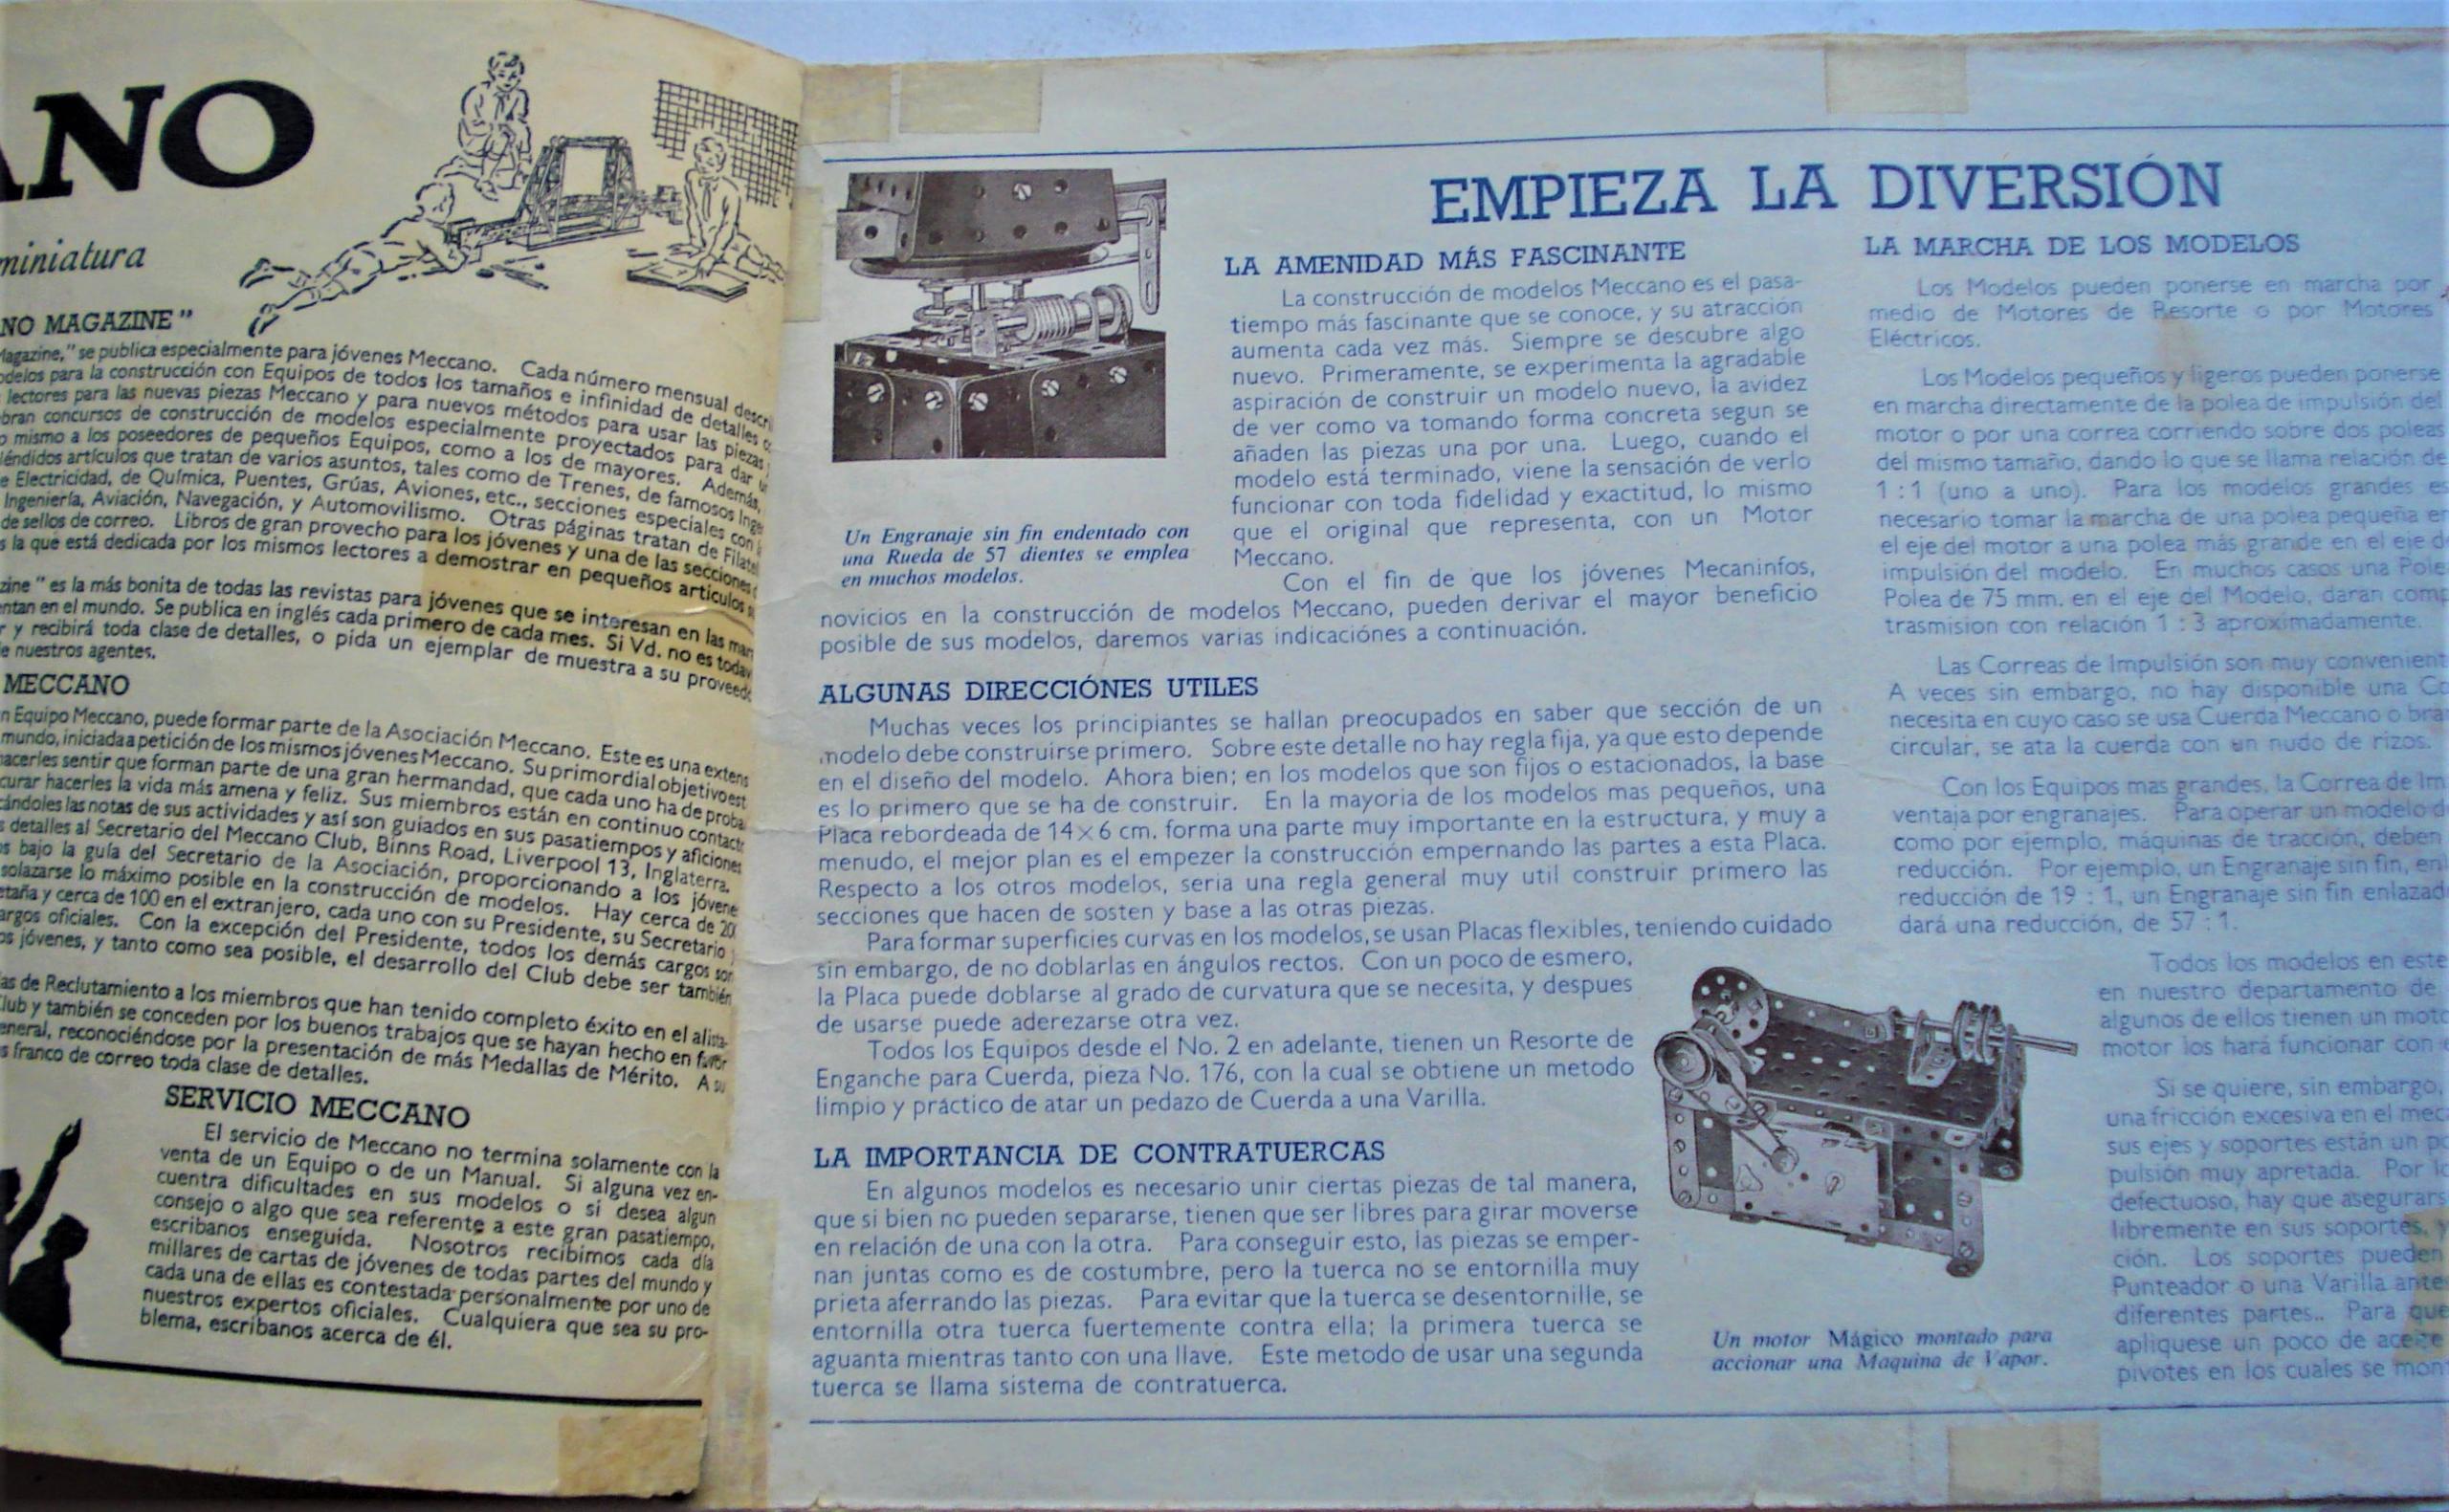 NO
miniatura
NO MAGAZINE"
Magazine," se publica especialmente para jóvenes Meccano. Cada número mensual descri
delos para la construcción con Equipos de todos los tamaños e infinidad de detalles
lectores para las nuevas piezas Meccano y para nuevos métodos para usar las piezas
bran concursos de construcción de modelos especialmente proyectados para dar
o mismo a los poseedores de pequeños Equipos, como a los de mayores. Además,
léndidos artículos que tratan de varios asuntos, tales como de Trenes, de famosos Inge
e Electricidad, de Química, Puentes, Grúas, Aviones, etc., secciones especiales con
Ingeniería, Aviación, Navegación, y Automovilismo. Otras páginas tratan de Filatel
de sellos de correo. Libros de gran provecho para los jóvenes y una de las secciones
s la que está dedicada por los mismos lectores a demostrar en pequeños articulos
zine" es la más bonita de todas las revistas para jóvenes que se interesan en las mar
ntan en el mundo. Se publica en inglés cada primero de cada mes. Si Vd. no es todav
r y recibirá toda clase de detalles, o pida un ejemplar de muestra a su proveedo
e nuestros agentes.
MECCANO
n Equipo Meccano, puede formar parte de la Asociación Meccano. Este es una extens
mundo, iniciada a petición de los mismos jóvenes Meccano. Su primordial objetivo est
hacerles sentir que forman parte de una gran hermandad, que cada uno ha de proba
curar hacerles la vida más amena y feliz. Sus miembros están en continuo contact
cándoles las notas de sus actividades y así son guiados en sus pasatiempos y aficiones
s detalles al Secretario del Meccano Club, Binns Road, Liverpool 13, Inglaterra.
os bajo la guía del Secretario de la Asociación, proporcionando a los jóvene
solazarse lo máximo posible en la construcción de modelos. Hay cerca de 200
etaña y cerca de 100 en el extranjero, cada uno con su Presidente, su Secretario
argos oficiales. Con la excepción del Presidente, todos los demás cargos son
os jóvenes, y tanto como sea posible, el desarrollo del Club debe ser también
as de Reclutamiento a los miembros que han tenido completo éxito en el alista-
lub y también se conceden por los buenos trabajos que se hayan hecho en favor
eneral, reconociéndose por la presentación de más Medallas de Mérito. A su
s franco de correo toda clase de detalles.
SERVICIO MECCANO
El servicio de Meccano no termina solamente con la
venta de un Equipo o de un Manual. Si alguna vez en-
cuentra dificultades en sus modelos o si desea algun
consejo o algo que sea referente a este gran pasatiempo,
escribanos enseguida. Nosotros recibimos cada día
millares de cartas de jóvenes de todas partes del mundo y
cada una de ellas es contestada personalmente por uno de
nuestros expertos oficiales. Cualquiera que sea su pro-
blema, escribanos acerca de él.
EMPIEZA LA DIVERSIÓN
Un Engranaje sin fin endentado con
una Rueda de 57 dientes se emplea
en muchos modelos.
LA AMENIDAD MÁS FASCINANTE
La construcción de modelos Meccano es el pasa-
tiempo más fascinante que se conoce, y su atracción
aumenta cada vez más. Siempre se descubre algo
nuevo. Primeramente, se experimenta la agradable
aspiración de construir un modelo nuevo, la avidez
de ver como va tomando forma concreta segun se
añaden las piezas una por una. Luego, cuando el
modelo está terminado, viene la sensación de verlo
funcionar con toda fidelidad y exactitud, lo mismo
que el original que representa, con un Motor
Meccano.
Con el fin de que los jóvenes Mecaninfos,
novicios en la construcción de modelos Meccano, pueden derivar el mayor beneficio
posible de sus modelos, daremos varias indicaciónes a continuación.
ALGUNAS DIRECCIÓNES UTILES
Muchas veces los principiantes se hallan preocupados en saber que sección de un
modelo debe construirse primero. Sobre este detalle no hay regla fija, ya que esto depende
en el diseño del modelo. Ahora bien; en los modelos que son fijos o estacionados, la base
es lo primero que se ha de construir. En la mayoria de los modelos mas pequeños, una
Placa rebordeada de 14×6 cm. forma una parte muy importante en la estructura, y muy a
menudo, el mejor plan es el empezer la construcción empernando las partes a esta Placa.
Respecto a los otros modelos, seria una regla general muy util construir primero las
secciones que hacen de sosten y base a las otras piezas.
Para formar superficies curvas en los modelos, se usan Placas flexibles, teniendo cuidado
sin embargo, de no doblarlas en ángulos rectos. Con un poco de esmero,
la Placa puede doblarse al grado de curvatura que se necesita, y despues
de usarse puede aderezarse otra vez.
Todos los Equipos desde el No. 2 en adelante, tienen un Resorte de
Enganche para Cuerda, pieza No. 176, con la cual se obtiene un metodo
limpio y práctico de atar un pedazo de Cuerda a una Varilla.
LA IMPORTANCIA DE CONTRATUERCAS
En algunos modelos es necesario unir ciertas piezas de tal manera,
que si bien no pueden separarse, tienen que ser libres para girar moverse
en relación de una con la otra. Para conseguir esto, las piezas se emper-
nan juntas como es de costumbre, pero la tuerca no se entornilla muy
prieta aferrando las piezas. Para evitar que la tuerca se desentornille, se
entornilla otra tuerca fuertemente contra ella; la primera tuerca se
aguanta mientras tanto con una llave. Este metodo de usar una segunda
tuerca se llama sistema de contratuerca.
LA MARCHA DE LOS MODELOS
Los Modelos pueden ponerse en marcha por
medio de Motores de Resorte o por Motores
Eléctricos.
Los Modelos pequeños y ligeros pueden ponerse
en marcha directamente de la polea de impulsión del
motor o por una correa corriendo sobre dos poleas
del mismo tamaño, dando lo que se llama relación de
1 : 1 (uno a uno). Para los modelos grandes es
necesario tomar la marcha de una polea pequeña en
el eje del motor a una polea más grande en el eje d
impulsión del modelo. En muchos casos una Pole
Polea de 75 mm. en el eje del Modelo, daran comp
trasmision con relación 1 : 3 aproximadamente.
Las Correas de Impulsión son muy convenient
A veces sin embargo, no hay disponible una Co
necesita en cuyo caso se usa Cuerda Meccano o bra
circular, se ata la cuerda con un nudo de rizos.
Con los Equipos mas grandes, la Correa de Im
ventaja por engranajes. Para operar un modelo d
como por ejemplo, máquinas de tracción, deben
reducción. Por ejemplo, un Engranaje sin fin, en
reducción de 19 : 1, un Engranaje sin fin enlazad
dará una reducción, de 57 : 1.
Todos los modelos en este
en nuestro departamento de
algunos de ellos tienen un moto
motor los hará funcionar con
Si se quiere, sin embargo,
una fricción excesiva en el meca
sus ejes y soportes están un po
pulsión muy apretada. Por lo
defectuoso, hay que asegurars
libremente en sus soportes, y
ción. Los soportes pueden
Punteador o una Varilla ante
diferentes partes.. Para que
apliquese un poco de aceite
pivotes en los cuales se mon
Un motor Mágico montado para
accionar una Maquina de Vapor.